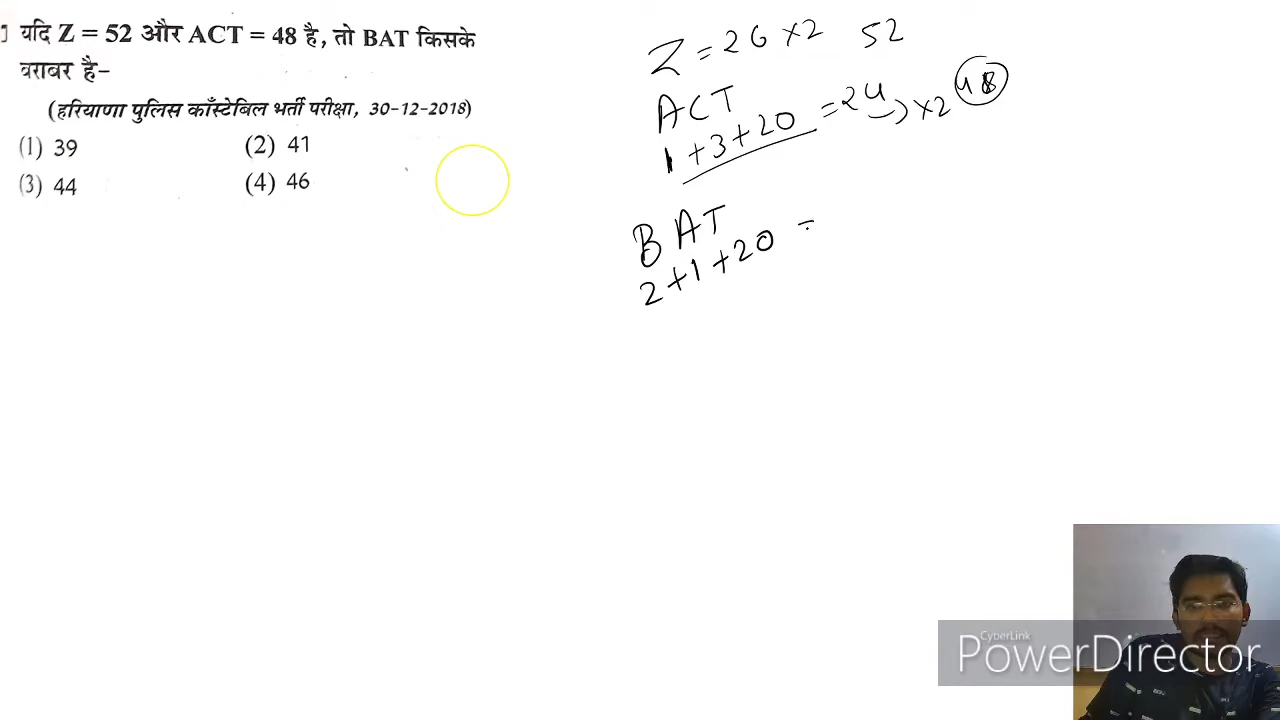 यदि Z = 52 और ACT = 48 है, तो BAT किसके
बराबर है-
(हरियाणा पुलिस काँस्टेबिल भर्ती परीक्षा, 30-12-2018)
(1) 39 (2) 41
(3) 44 (4) 46
Z = 26 × 2 52
ACT
1 + 3 + 20 = 24 ) × 2 48
BAT
2 + 1 + 20 =
CyberLink
PowerDirector